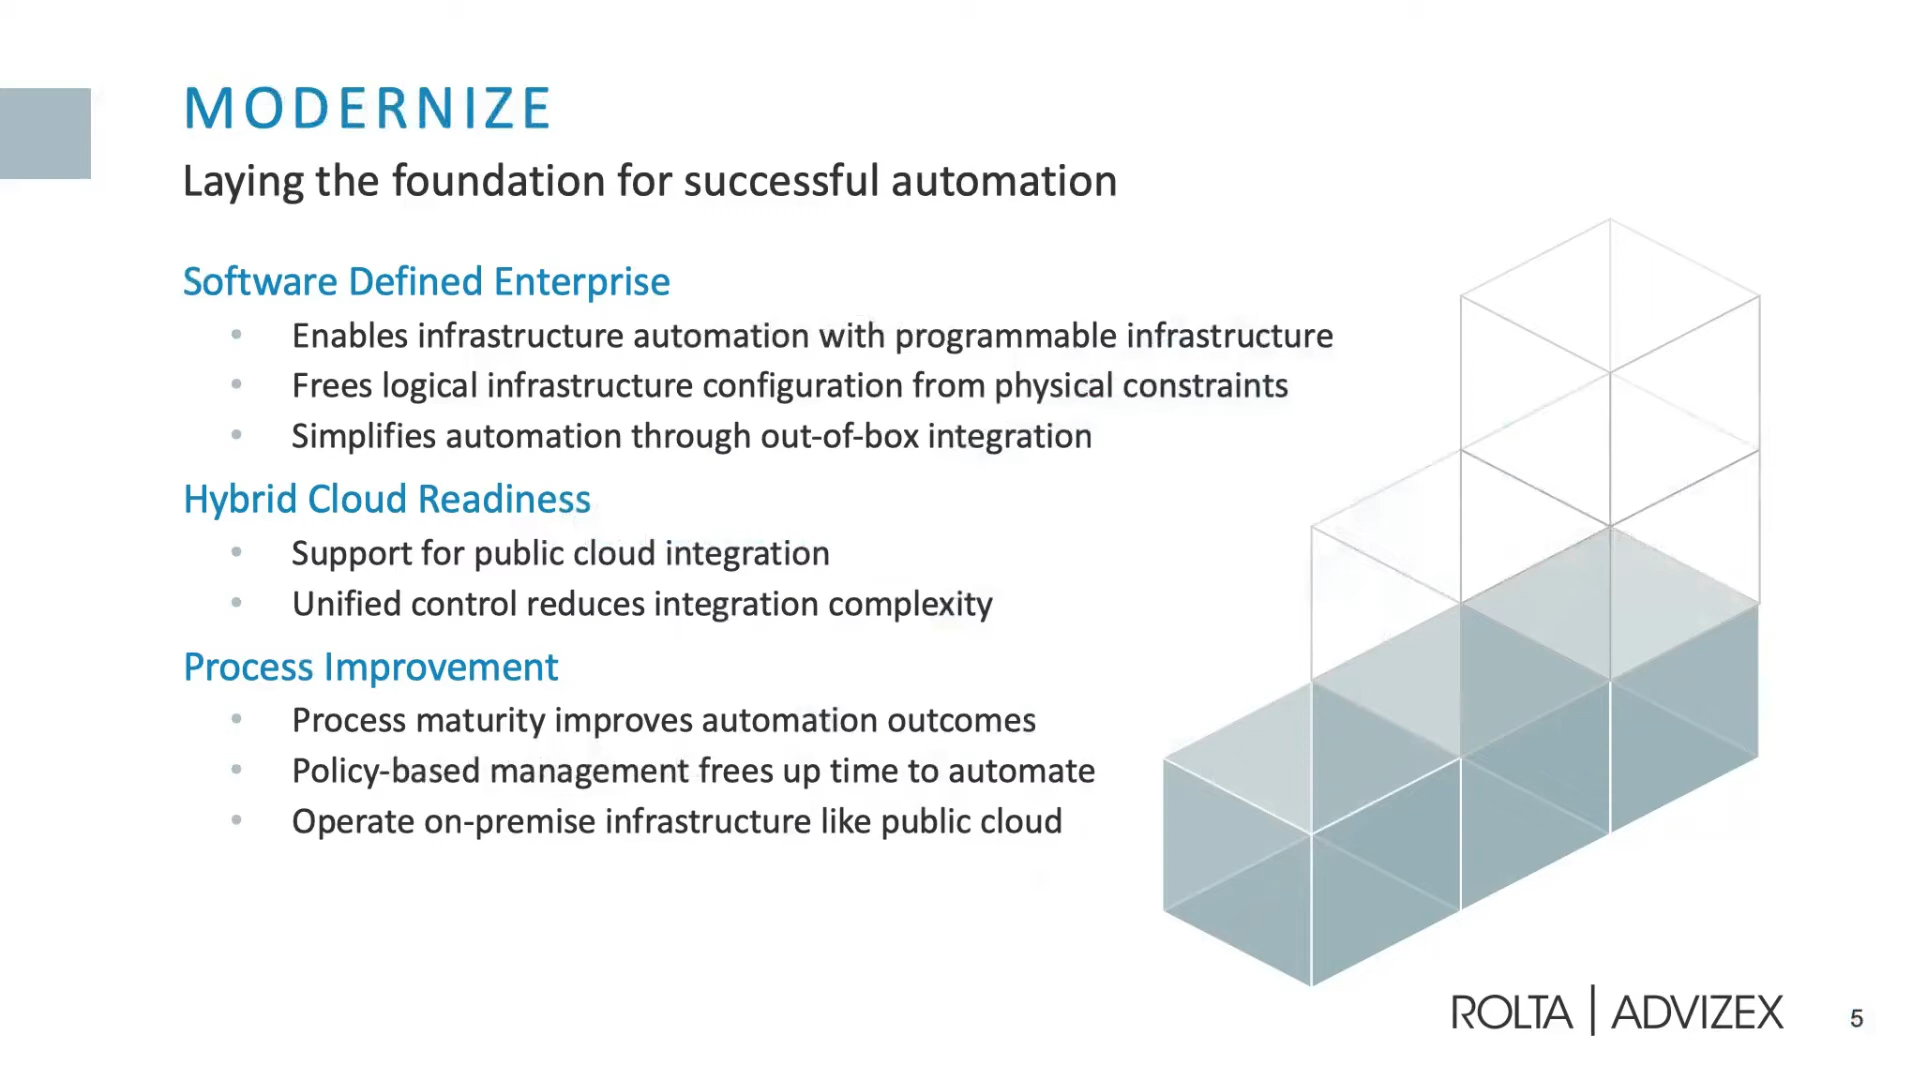 MODERNIZE
Laying the foundation for successful automation
Software Defined Enterprise
• Enables infrastructure automation with programmable infrastructure
• Frees logical infrastructure configuration from physical constraints
• Simplifies automation through out-of-box integration
Hybrid Cloud Readiness
• Support for public cloud integration
• Unified control reduces integration complexity
Process Improvement
• Process maturity improves automation outcomes
• Policy-based management frees up time to automate
• Operate on-premise infrastructure like public cloud
ROLTA | ADVIZEX
5